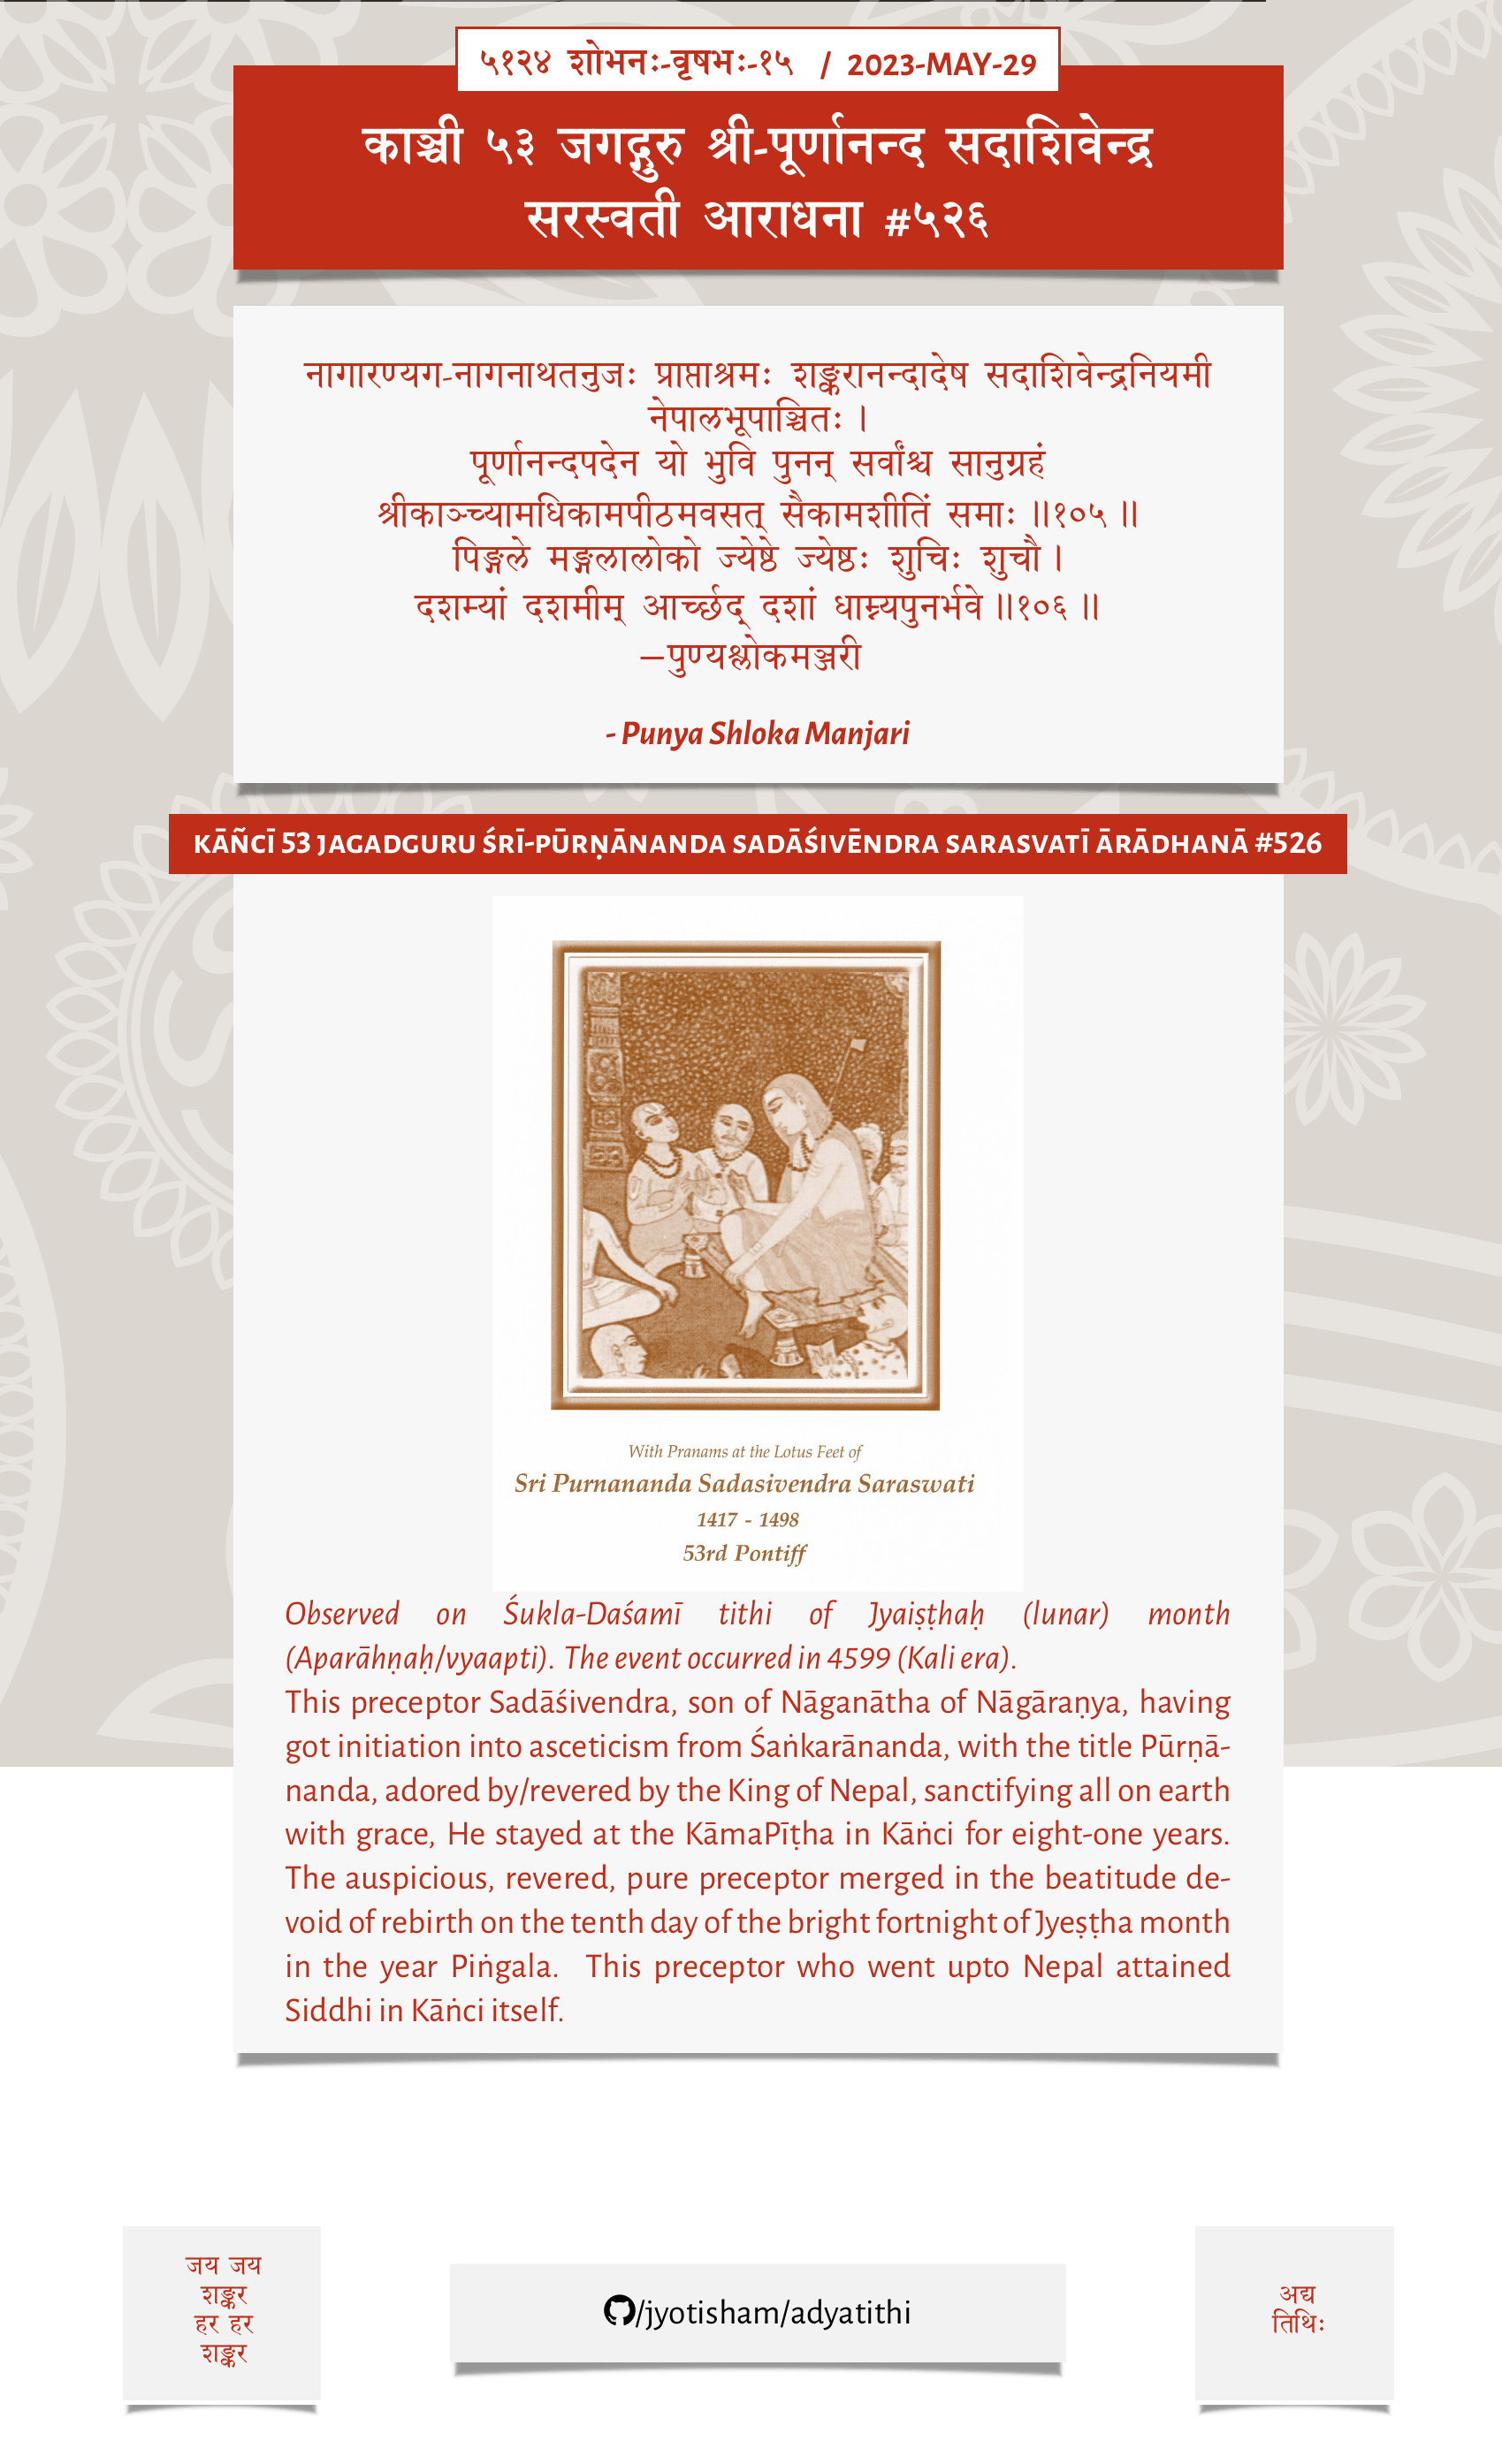 ५१२४ शोभनः-वृषभः-१५ / 2023-MAY-29
काञ्ची ५३ जगद्गुरु श्री-पूर्णानन्द सदाशिवेन्द्र
सरस्वती आराधना #५२६
नागारण्यग-नागनाथतनुजः प्राप्ताश्रमः शङ्करानन्दादेष सदाशिवेन्द्रनियमी
नेपालभूपाञ्चितः ।
पूर्णानन्दपदेन यो भुवि पुनन् सर्वांश्च सानुग्रहं
श्रीकाञ्च्यामधिकामपीठमवसत् सैकामशीतिं समाः ॥१०५॥
पिङ्गले मङ्गलालोको ज्येष्ठे ज्येष्ठः शुचिः शुचौ ।
दशम्यां दशमीम् आर्च्छद् दशां धाम्न्यपुनर्भवे ॥१०६॥
—पुण्यश्लोकमञ्जरी
- Punya Shloka Manjari
KĀÑCĪ 53 JAGADGURU ŚRĪ-PŪRṆĀNANDA SADĀŚIVĒNDRA SARASVATĪ ĀRĀDHANĀ #526
With Pranams at the Lotus Feet of
Sri Purnananda Sadasivendra Saraswati
1417 - 1498
53rd Pontiff
Observed on Śukla-Daśamī tithi of Jyaiṣṭhaḥ (lunar) month
(Aparāhṇaḥ/vyaapti). The event occurred in 4599 (Kali era).
This preceptor Sadāśivendra, son of Nāganātha of Nāgāraṇya, having
got initiation into asceticism from Śaṅkarānanda, with the title Pūrṇā-
nanda, adored by/revered by the King of Nepal, sanctifying all on earth
with grace, He stayed at the KāmaPīṭha in Kāṅci for eight-one years.
The auspicious, revered, pure preceptor merged in the beatitude de-
void of rebirth on the tenth day of the bright fortnight of Jyeṣṭha month
in the year Piṅgala. This preceptor who went upto Nepal attained
Siddhi in Kāṅci itself.
जय जय
शङ्कर
हर हर
शङ्कर
/jyotisham/adyatithi
अद्य
तिथिः